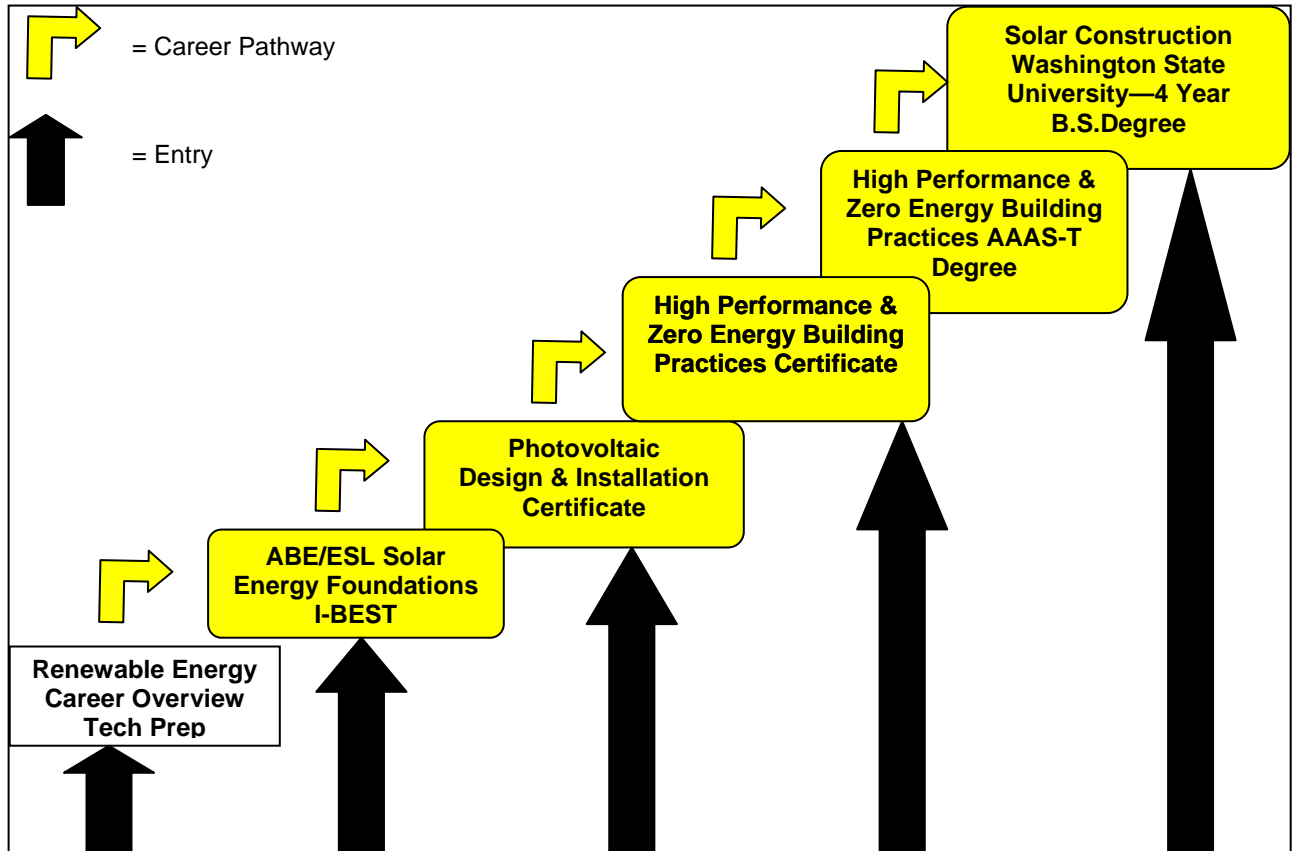 = Career Pathway
= Entry
Solar Construction
Washington State
University—4 Year
B.S.Degree
High Performance &
Zero Energy Building
Practices AAAS-T
Degree
High Performance &
Zero Energy Building
Practices Certificate
Photovoltaic
Design & Installation
Certificate
ABE/ESL Solar
Energy Foundations
I-BEST
Renewable Energy
Career Overview
Tech Prep